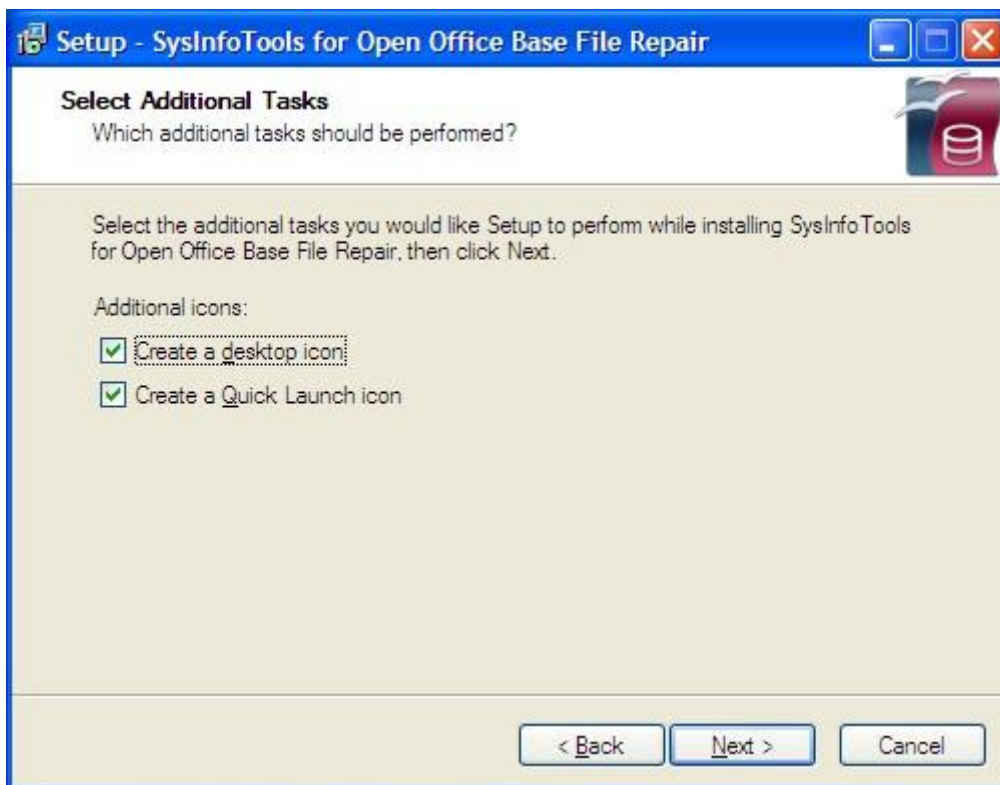 Setup - SysInfoTools for Open Office Base File Repair
Select Additional Tasks
Which additional tasks should be performed?
Select the additional tasks you would like Setup to perform while installing SysInfoTools
for Open Office Base File Repair, then click Next.
Additional icons:
Create a desktop icon
Create a Quick Launch icon
< Back Next > Cancel